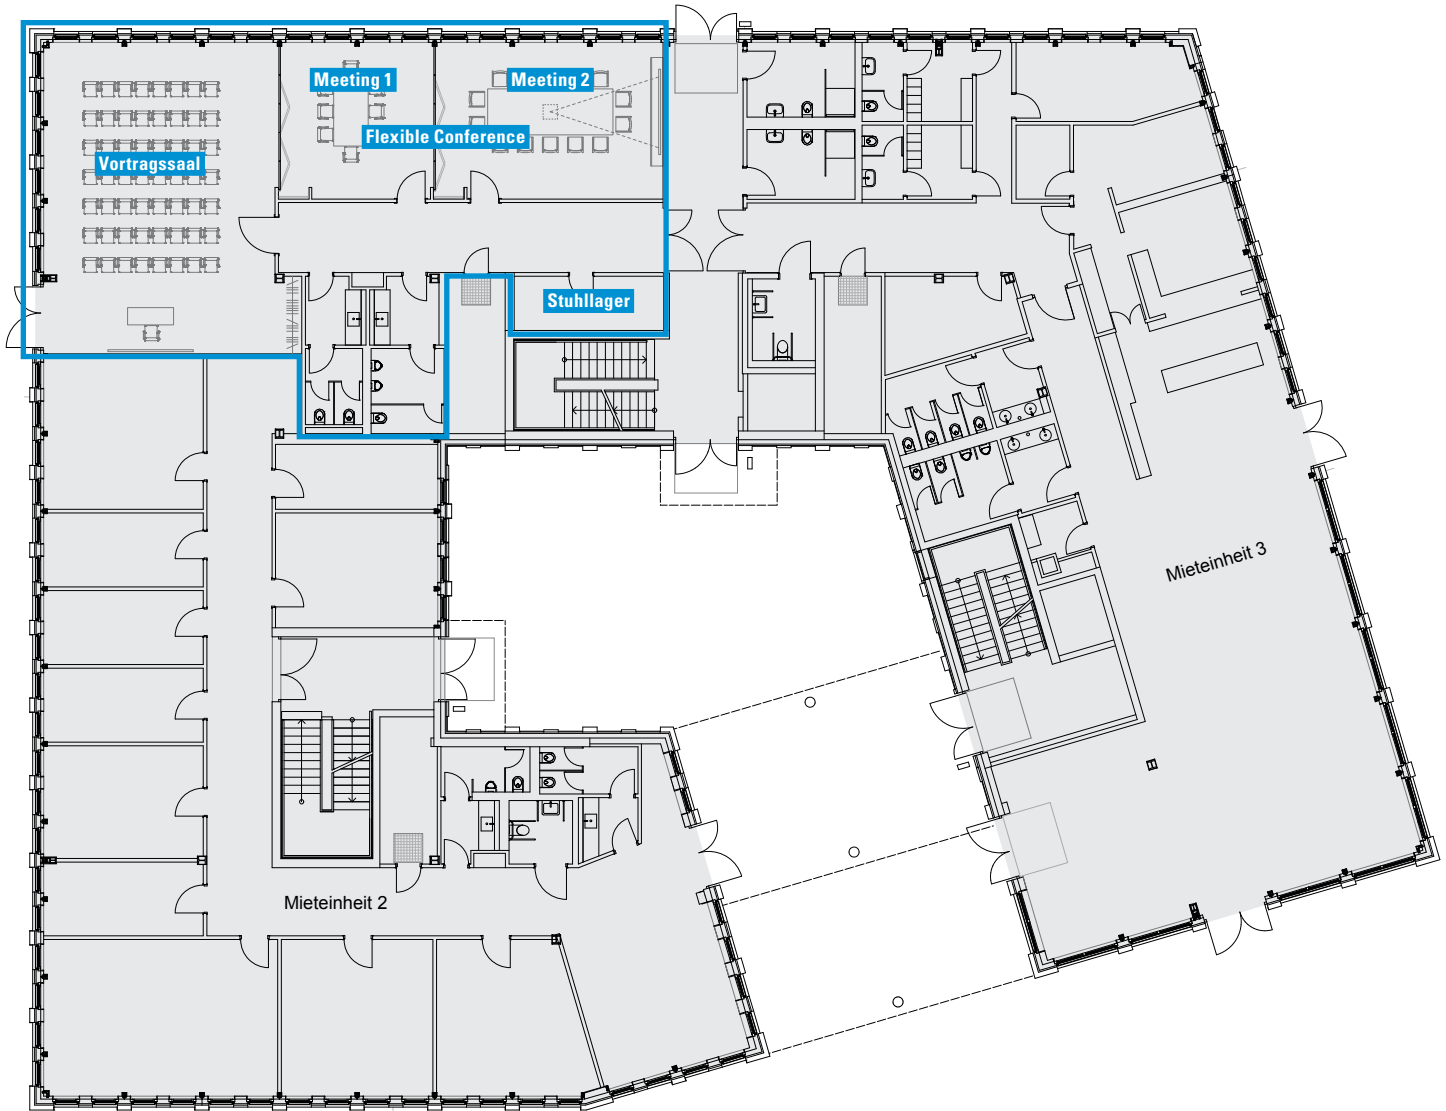 Meeting 1
Meeting 2
Flexible Conference
Vortragssaal
Stuhllager
Mieteinheit 3
Mieteinheit 2